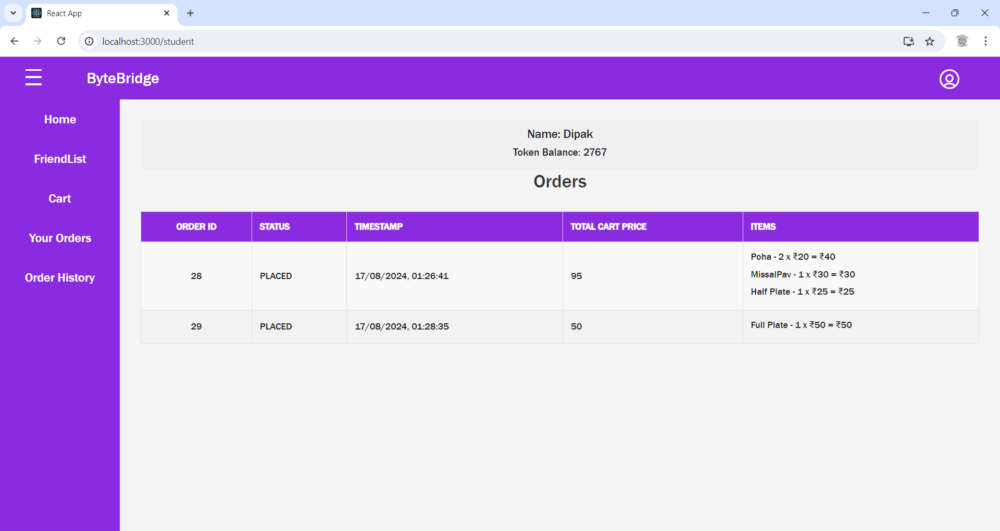 React App
localhost:3000/student
ByteBridge
Home
FriendList
Cart
Your Orders
Order History
Name: Dipak
Token Balance: 2767
Orders
ORDER ID STATUS TIMESTAMP TOTAL CART PRICE ITEMS
28 PLACED 17/08/2024, 01:26:41 95 Poha - 2 x ₹20 = ₹40
MissalPav - 1 x ₹30 = ₹30
Half Plate - 1 x ₹25 = ₹25
29 PLACED 17/08/2024, 01:28:35 50 Full Plate - 1 x ₹50 = ₹50